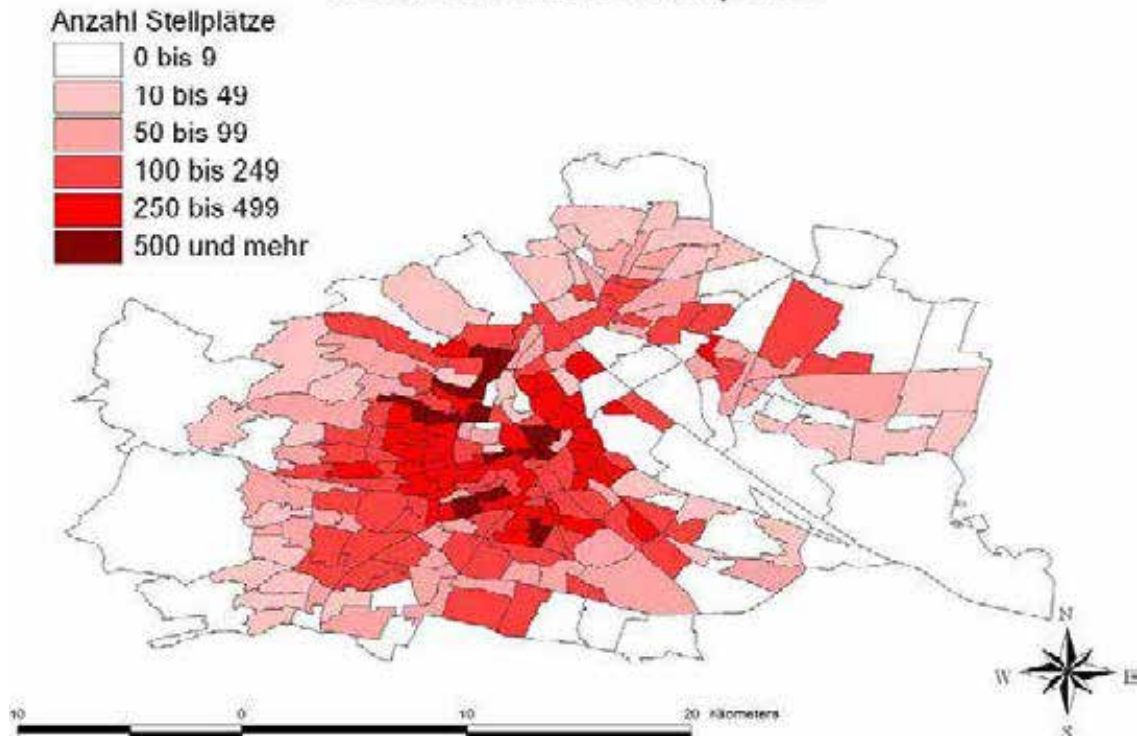 Anzahl Stellplätze
0 bis 9
10 bis 49
50 bis 99
100 bis 249
250 bis 499
500 und mehr
N
W E
S
10 0 10 20 Kilometers